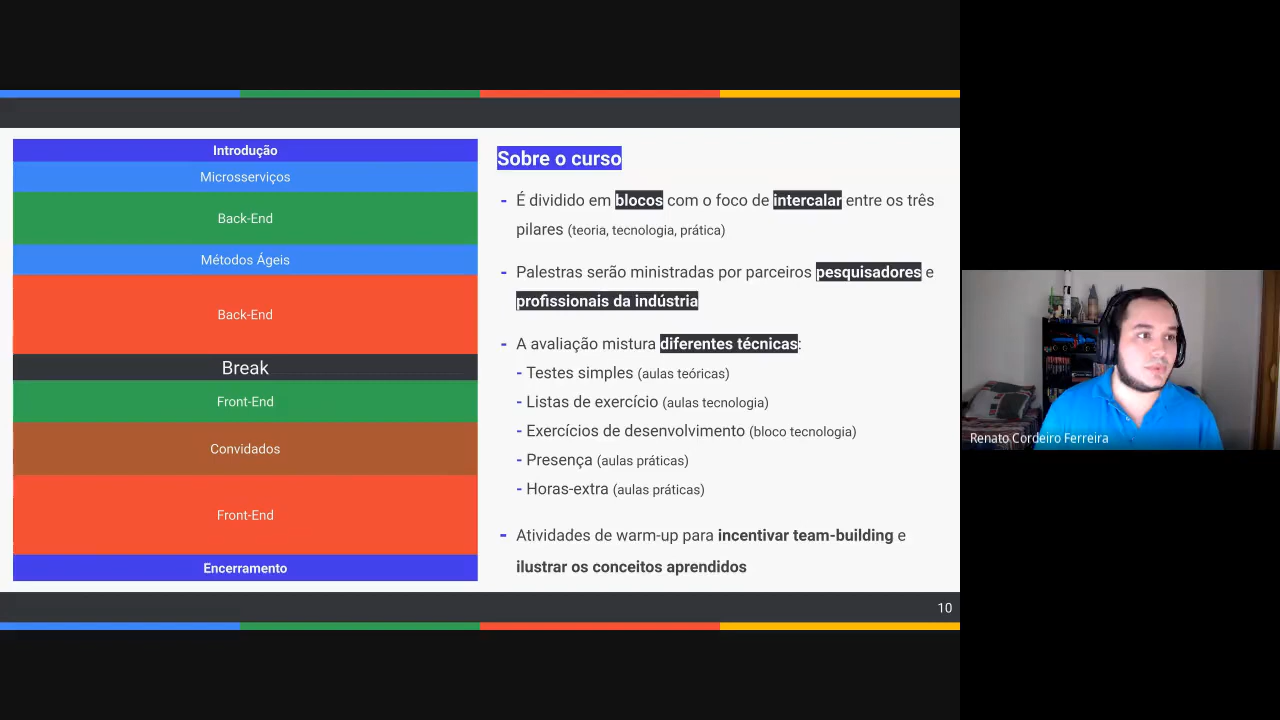 Introdução
Microsserviços
Back-End
Métodos Ágeis
Back-End
Break
Front-End
Convidados
Front-End
Encerramento
Sobre o curso
- É dividido em blocos com o foco de intercalar entre os três
pilares (teoria, tecnologia, prática)
- Palestras serão ministradas por parceiros pesquisadores e
profissionais da indústria
- A avaliação mistura diferentes técnicas:
- Testes simples (aulas teóricas)
- Listas de exercício (aulas tecnologia)
- Exercícios de desenvolvimento (bloco tecnologia)
- Presença (aulas práticas)
- Horas-extra (aulas práticas)
- Atividades de warm-up para incentivar team-building e
ilustrar os conceitos aprendidos
10
Renato Cordeiro Ferreira